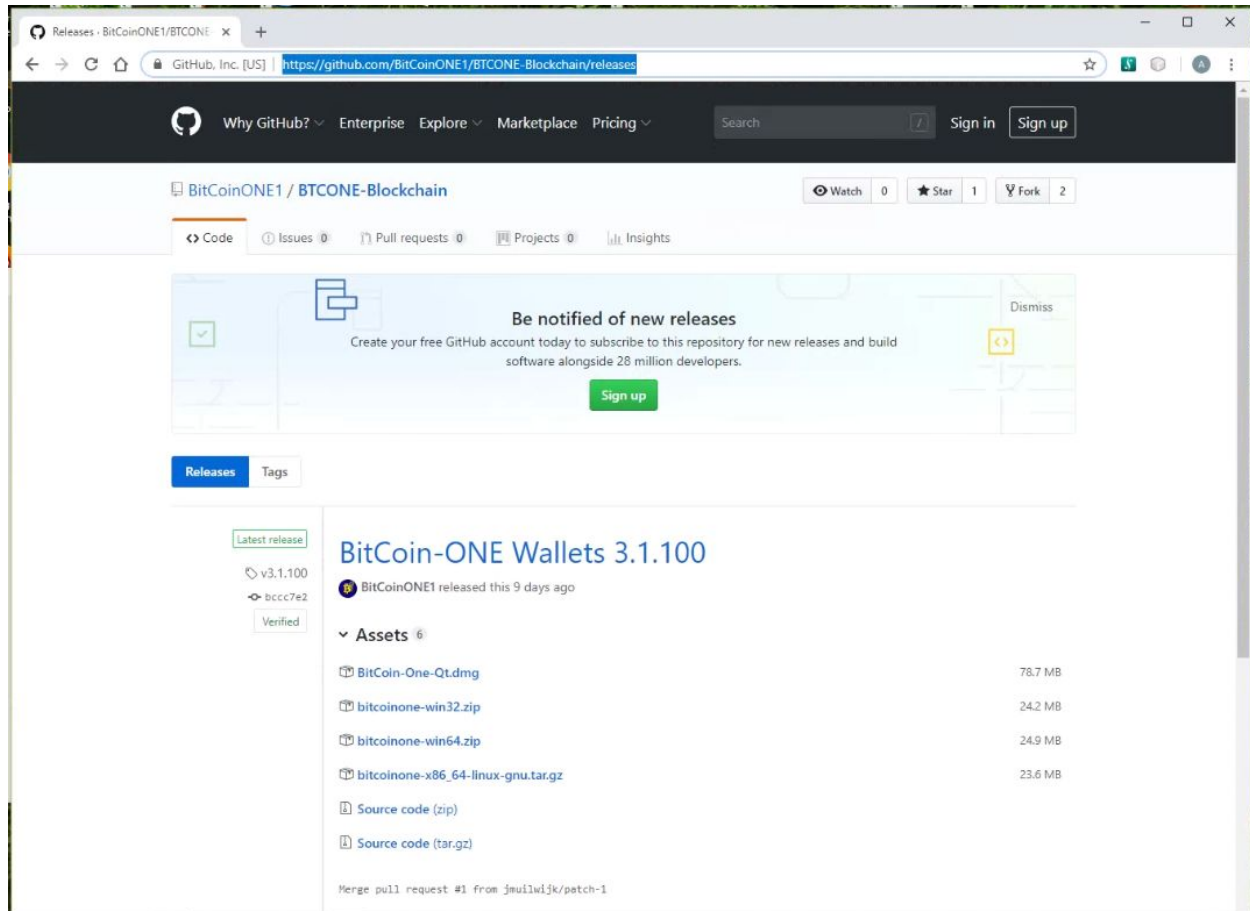 Releases · BitCoinONE1/BTCONE
GitHub, Inc. [US] | https://github.com/BitCoinONE1/BTCONE-Blockchain/releases
A
Why GitHub? Enterprise Explore Marketplace Pricing Search / Sign in Sign up
BitCoinONE1 / BTCONE-Blockchain
Watch 0 Star 1 Fork 2
Code Issues 0 Pull requests 0 Projects 0 Insights
Dismiss
Be notified of new releases
Create your free GitHub account today to subscribe to this repository for new releases and build
software alongside 28 million developers.
Sign up
Releases Tags
Latest release
v3.1.100
bccc7e2
Verified
BitCoin-ONE Wallets 3.1.100
BitCoinONE1 released this 9 days ago
Assets 6
BitCoin-One-Qt.dmg 78.7 MB
bitcoinone-win32.zip 24.2 MB
bitcoinone-win64.zip 24.9 MB
bitcoinone-x86_64-linux-gnu.tar.gz 23.6 MB
Source code (zip)
Source code (tar.gz)
Merge pull request #1 from jmuilwijk/patch-1